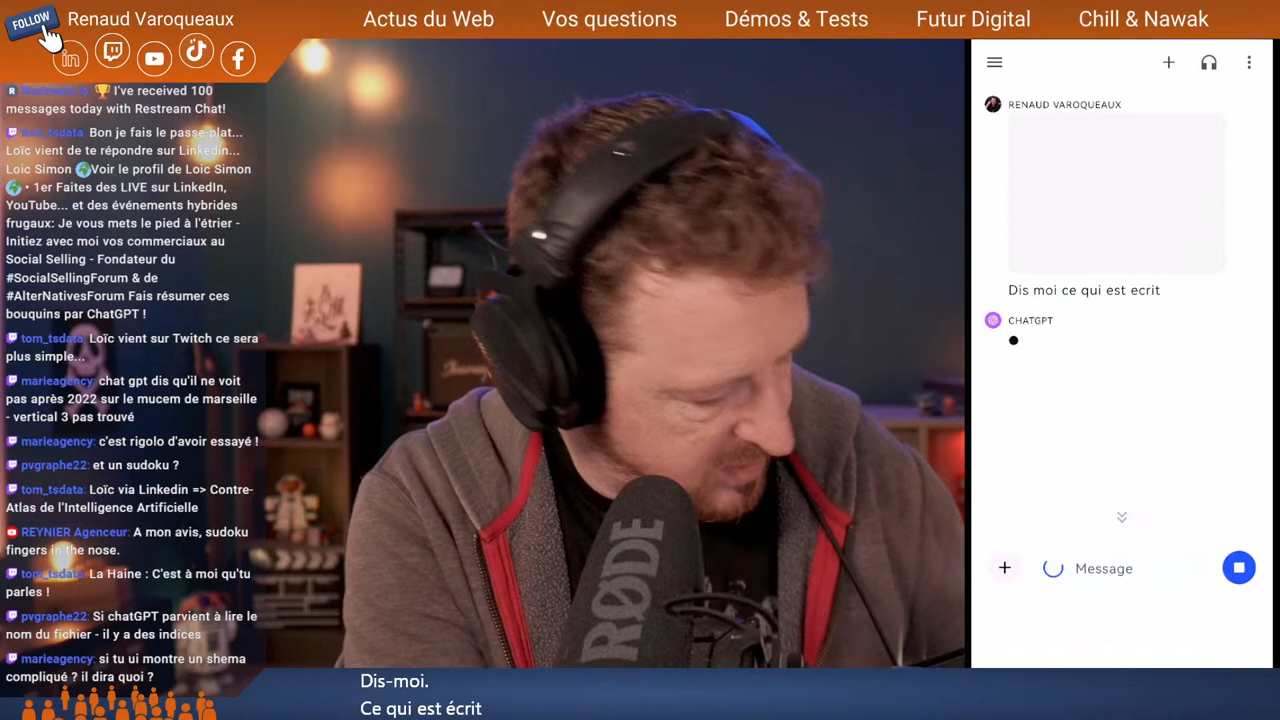 FOLLOW
Renaud Varoqueaux
Actus du Web
Vos questions
Démos & Tests
Futur Digital
Chill & Nawak
I've received 100
messages today with Restream Chat!
tom_tsdata: Bon je fais le passe-plat...
Loïc vient de te répondre sur Linkedin...
Loic Simon Voir le profil de Loic Simon
• 1er Faites des LIVE sur LinkedIn,
YouTube... et des événements hybrides
frugaux: Je vous mets le pied à l'étrier -
Initiez avec moi vos commerciaux au
Social Selling - Fondateur du
#SocialSellingForum & de
#AlterNativesForum Fais résumer ces
bouquins par ChatGPT !
tom_tsdata: Loïc vient sur Twitch ce sera
plus simple...
marieagency: chat gpt dis qu'il ne voit
pas après 2022 sur le mucem de marseille
- vertical 3 pas trouvé
marieagency: c'est rigolo d'avoir essayé !
pvgraphe22: et un sudoku ?
tom_tsdata: Loïc via Linkedin => Contre-
Atlas de l'Intelligence Artificielle
REYNIER Agenceur: A mon avis, sudoku
fingers in the nose.
tom_tsdata: La Haine : C'est à moi qu'tu
parles !
pvgraphe22: Si chatGPT parvient à lire le
nom du fichier - il y a des indices
marieagency: si tu ui montre un shema
compliqué ? il dira quoi ?
RØDE
RENAUD VAROQUEAUX
Dis moi ce qui est ecrit
CHATGPT
Message
Dis-moi.
Ce qui est écrit